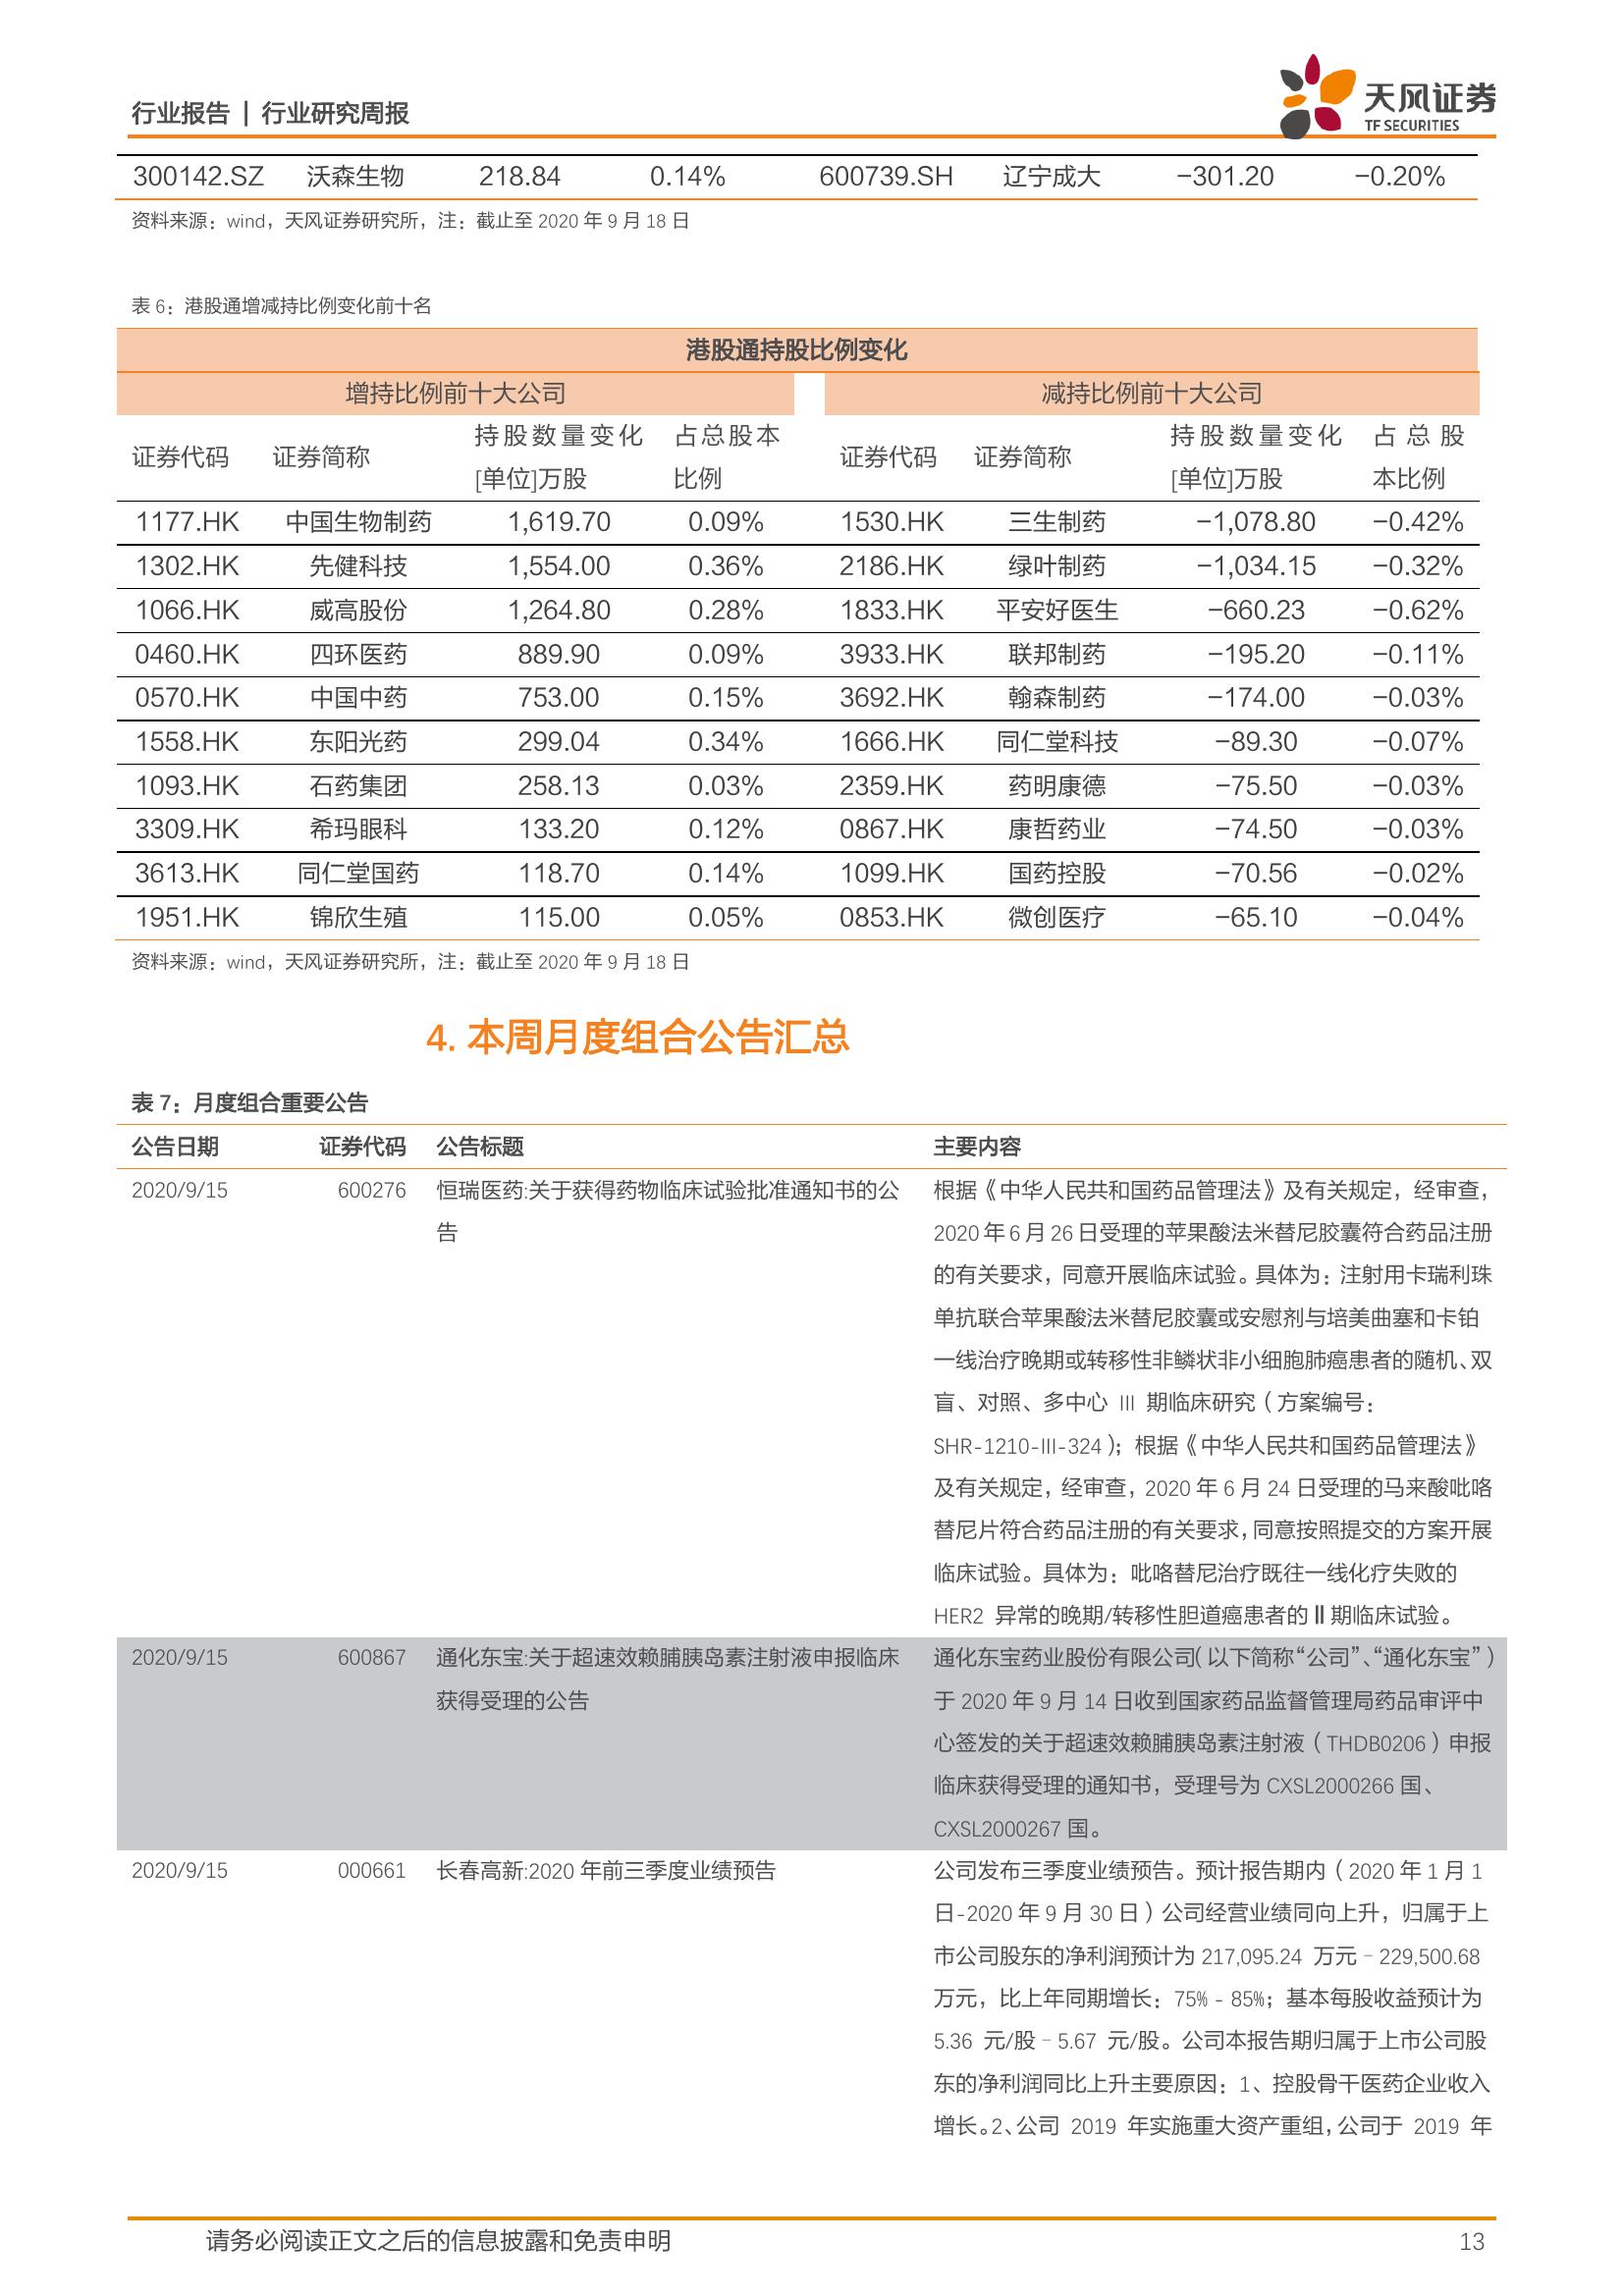 行业报告 | 行业研究周报
天风证券
TF SECURITIES
300142.SZ 沃森生物 218.84 0.14% 600739.SH 辽宁成大 -301.20 -0.20%
资料来源：wind，天风证券研究所，注：截止至 2020 年 9 月 18 日
表 6：港股通增减持比例变化前十名
港股通持股比例变化
增持比例前十大公司 减持比例前十大公司
证券代码 证券简称 持股数量变化[单位]万股 占总股本比例 证券代码 证券简称 持股数量变化[单位]万股 占总股本比例
1177.HK 中国生物制药 1,619.70 0.09% 1530.HK 三生制药 -1,078.80 -0.42%
1302.HK 先健科技 1,554.00 0.36% 2186.HK 绿叶制药 -1,034.15 -0.32%
1066.HK 威高股份 1,264.80 0.28% 1833.HK 平安好医生 -660.23 -0.62%
0460.HK 四环医药 889.90 0.09% 3933.HK 联邦制药 -195.20 -0.11%
0570.HK 中国中药 753.00 0.15% 3692.HK 翰森制药 -174.00 -0.03%
1558.HK 东阳光药 299.04 0.34% 1666.HK 同仁堂科技 -89.30 -0.07%
1093.HK 石药集团 258.13 0.03% 2359.HK 药明康德 -75.50 -0.03%
3309.HK 希玛眼科 133.20 0.12% 0867.HK 康哲药业 -74.50 -0.03%
3613.HK 同仁堂国药 118.70 0.14% 1099.HK 国药控股 -70.56 -0.02%
1951.HK 锦欣生殖 115.00 0.05% 0853.HK 微创医疗 -65.10 -0.04%
资料来源：wind，天风证券研究所，注：截止至 2020 年 9 月 18 日
4. 本周月度组合公告汇总
表 7：月度组合重要公告
公告日期 证券代码 公告标题 主要内容
2020/9/15 600276 恒瑞医药:关于获得药物临床试验批准通知书的公
告
根据《中华人民共和国药品管理法》及有关规定，经审查，
2020 年 6 月 26 日受理的苹果酸法米替尼胶囊符合药品注册
的有关要求，同意开展临床试验。具体为：注射用卡瑞利珠
单抗联合苹果酸法米替尼胶囊或安慰剂与培美曲塞和卡铂
一线治疗晚期或转移性非鳞状非小细胞肺癌患者的随机、双
盲、对照、多中心 III 期临床研究（方案编号：
SHR-1210-III-324）；根据《中华人民共和国药品管理法》
及有关规定，经审查，2020 年 6 月 24 日受理的马来酸吡咯
替尼片符合药品注册的有关要求，同意按照提交的方案开展
临床试验。具体为：吡咯替尼治疗既往一线化疗失败的
HER2 异常的晚期/转移性胆道癌患者的Ⅱ期临床试验。
2020/9/15 600867 通化东宝:关于超速效赖脯胰岛素注射液申报临床
获得受理的公告
通化东宝药业股份有限公司（以下简称“公司”、“通化东宝”）
于 2020 年 9 月 14 日收到国家药品监督管理局药品审评中
心签发的关于超速效赖脯胰岛素注射液（THDB0206）申报
临床获得受理的通知书，受理号为 CXSL2000266 国、
CXSL2000267 国。
2020/9/15 000661 长春高新:2020 年前三季度业绩预告
公司发布三季度业绩预告。预计报告期内（2020 年 1 月 1
日-2020 年 9 月 30 日）公司经营业绩同向上升，归属于上
市公司股东的净利润预计为 217,095.24 万元–229,500.68
万元，比上年同期增长：75% - 85%；基本每股收益预计为
5.36 元/股–5.67 元/股。公司本报告期归属于上市公司股
东的净利润同比上升主要原因：1、控股骨干医药企业收入
增长。2、公司 2019 年实施重大资产重组，公司于 2019 年
请务必阅读正文之后的信息披露和免责申明 13